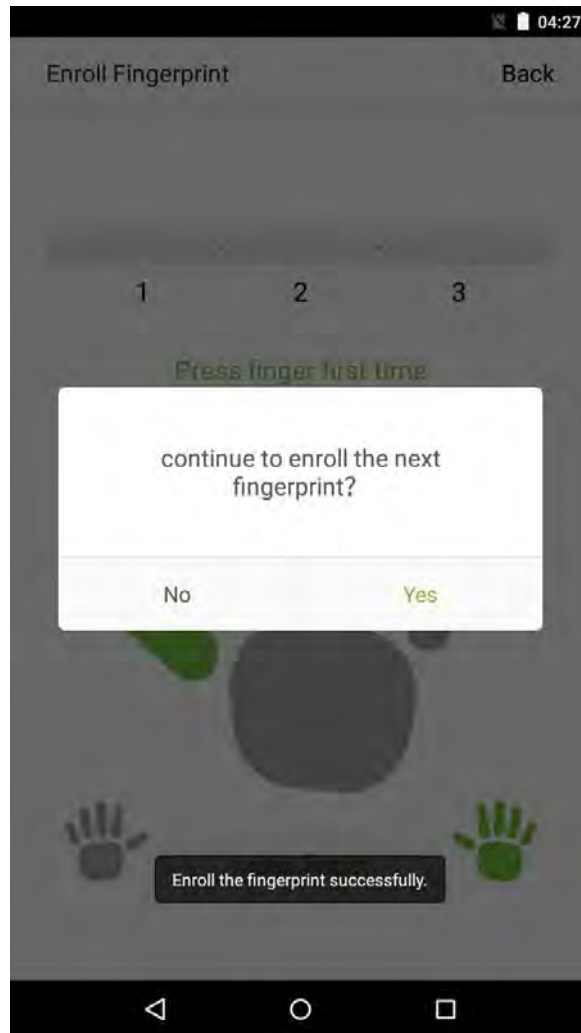 04:27
Enroll Fingerprint Back
1 2 3
Press finger first time
continue to enroll the next
fingerprint?
No Yes
Enroll the fingerprint successfully.